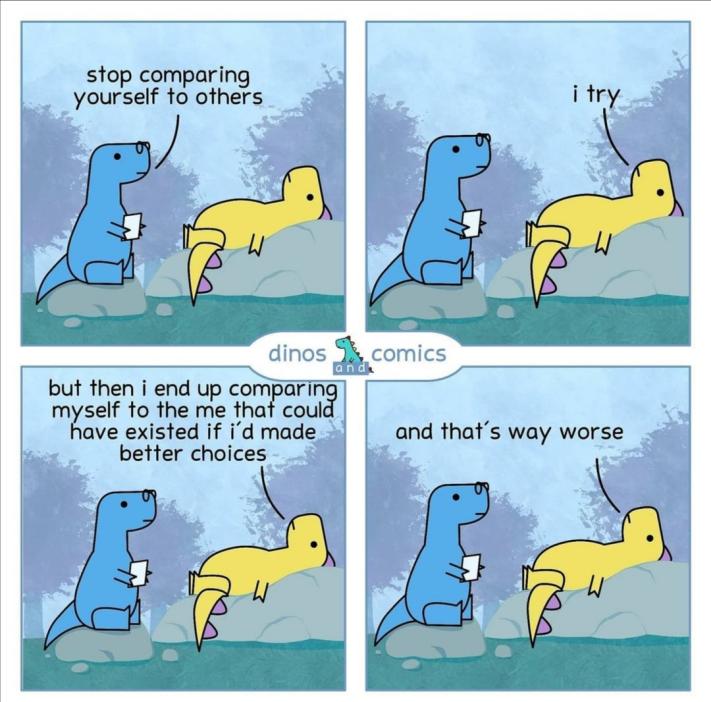 stop comparing
yourself to others
i try
dinos and comics
but then i end up comparing
myself to the me that could
have existed if i'd made
better choices
and that's way worse